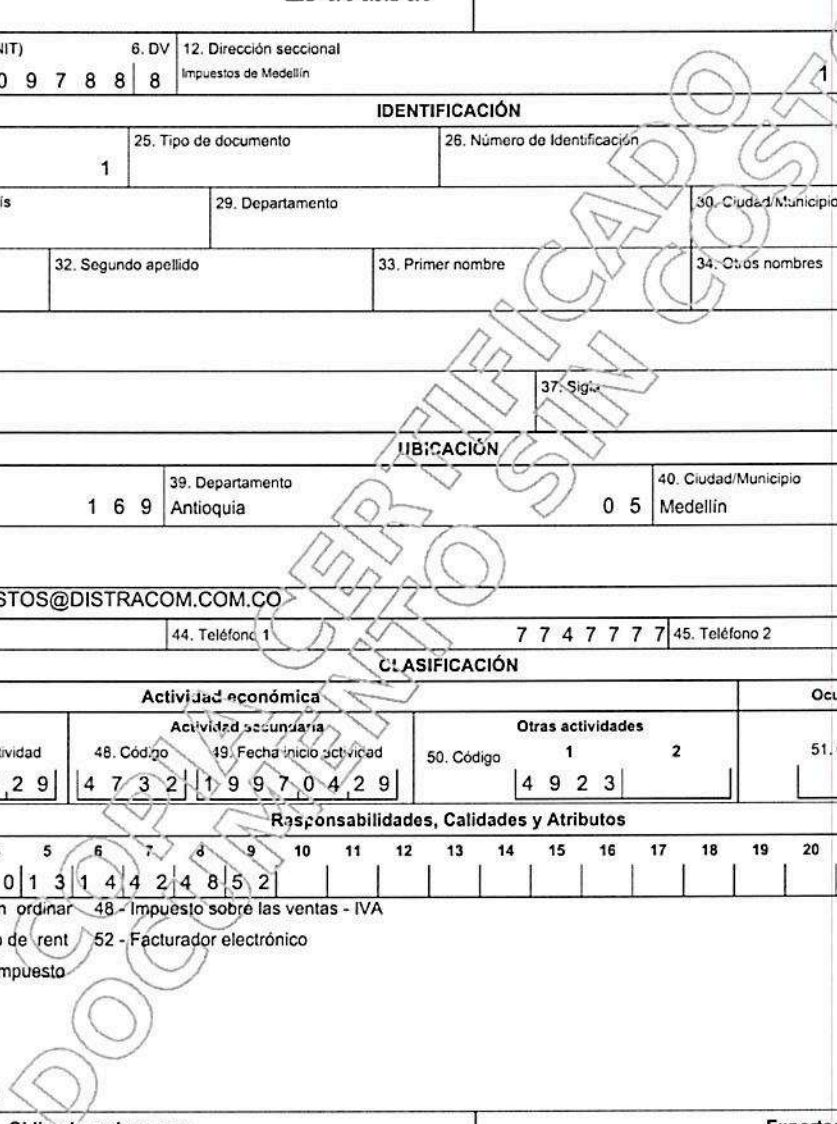 NIT) 6. DV 12. Dirección seccional
0 9 7 8 8 8 Impuestos de Medellín 1
IDENTIFICACIÓN
25. Tipo de documento 26. Número de Identificación
1
ís 29. Departamento 30. Ciudad/Municipio
32. Segundo apellido 33. Primer nombre 34. Otros nombres
37. Sigla
UBICACIÓN
39. Departamento 40. Ciudad/Municipio
1 6 9 Antioquia 0 5 Medellín
STOS@DISTRACOM.COM.CO
44. Teléfono 1 7 7 4 7 7 7 7 45. Teléfono 2
CLASIFICACIÓN
Actividad económica Ocu
Actividad secundaria Otras actividades
tividad 48. Código 49. Fecha inicio actividad 50. Código 1 2 51.
2 9 4 7 3 2 1 9 9 7 0 4 2 9 4 9 2 3
Responsabilidades, Calidades y Atributos
5 6 7 8 9 10 11 12 13 14 15 16 17 18 19 20
0 1 3 1 4 4 2 4 8 5 2
n ordinar 48 - Impuesto sobre las ventas - IVA
o de rent 52 - Facturador electrónico
mpuesto
COPIA CERTIFICADO
DOCUMENTO SIN COSTO